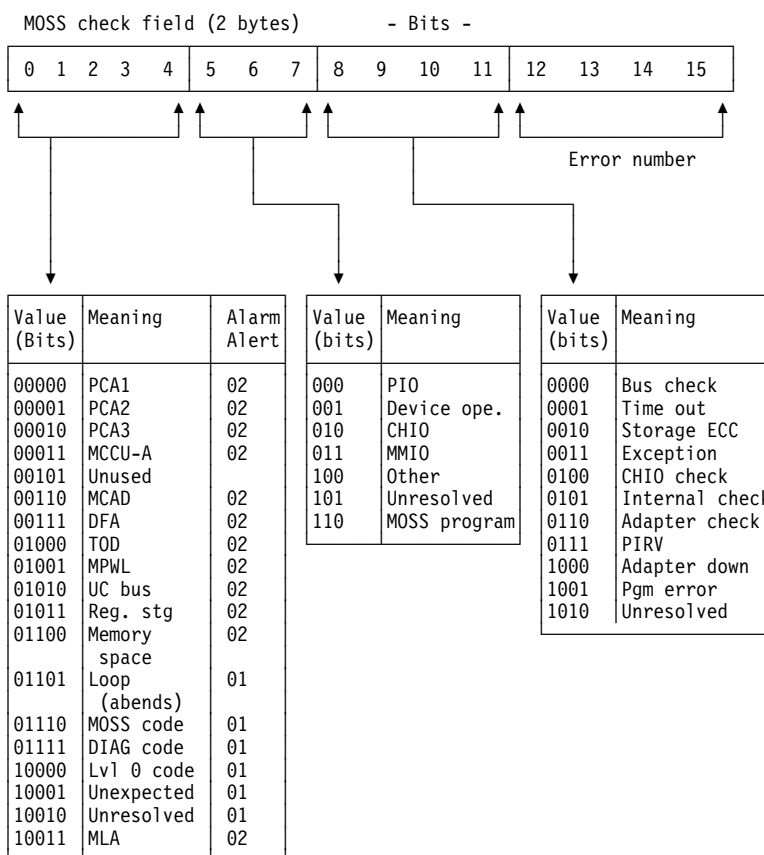 MOSS check field (2 bytes) - Bits -
0 1 2 3 4 5 6 7 8 9 10 11 12 13 14 15
Error number
Value Meaning Alarm
(Bits) Alert
00000 PCA1 02
00001 PCA2 02
00010 PCA3 02
00011 MCCU-A 02
00101 Unused
00110 MCAD 02
00111 DFA 02
01000 TOD 02
01001 MPWL 02
01010 UC bus 02
01011 Reg. stg 02
01100 Memory 02
space
01101 Loop 01
(abends)
01110 MOSS code 01
01111 DIAG code 01
10000 Lvl 0 code 01
10001 Unexpected 01
10010 Unresolved 01
10011 MLA 02
Value Meaning
(bits)
000 PIO
001 Device ope.
010 CHIO
011 MMIO
100 Other
101 Unresolved
110 MOSS program
Value Meaning
(bits)
0000 Bus check
0001 Time out
0010 Storage ECC
0011 Exception
0100 CHIO check
0101 Internal check
0110 Adapter check
0111 PIRV
1000 Adapter down
1001 Pgm error
1010 Unresolved